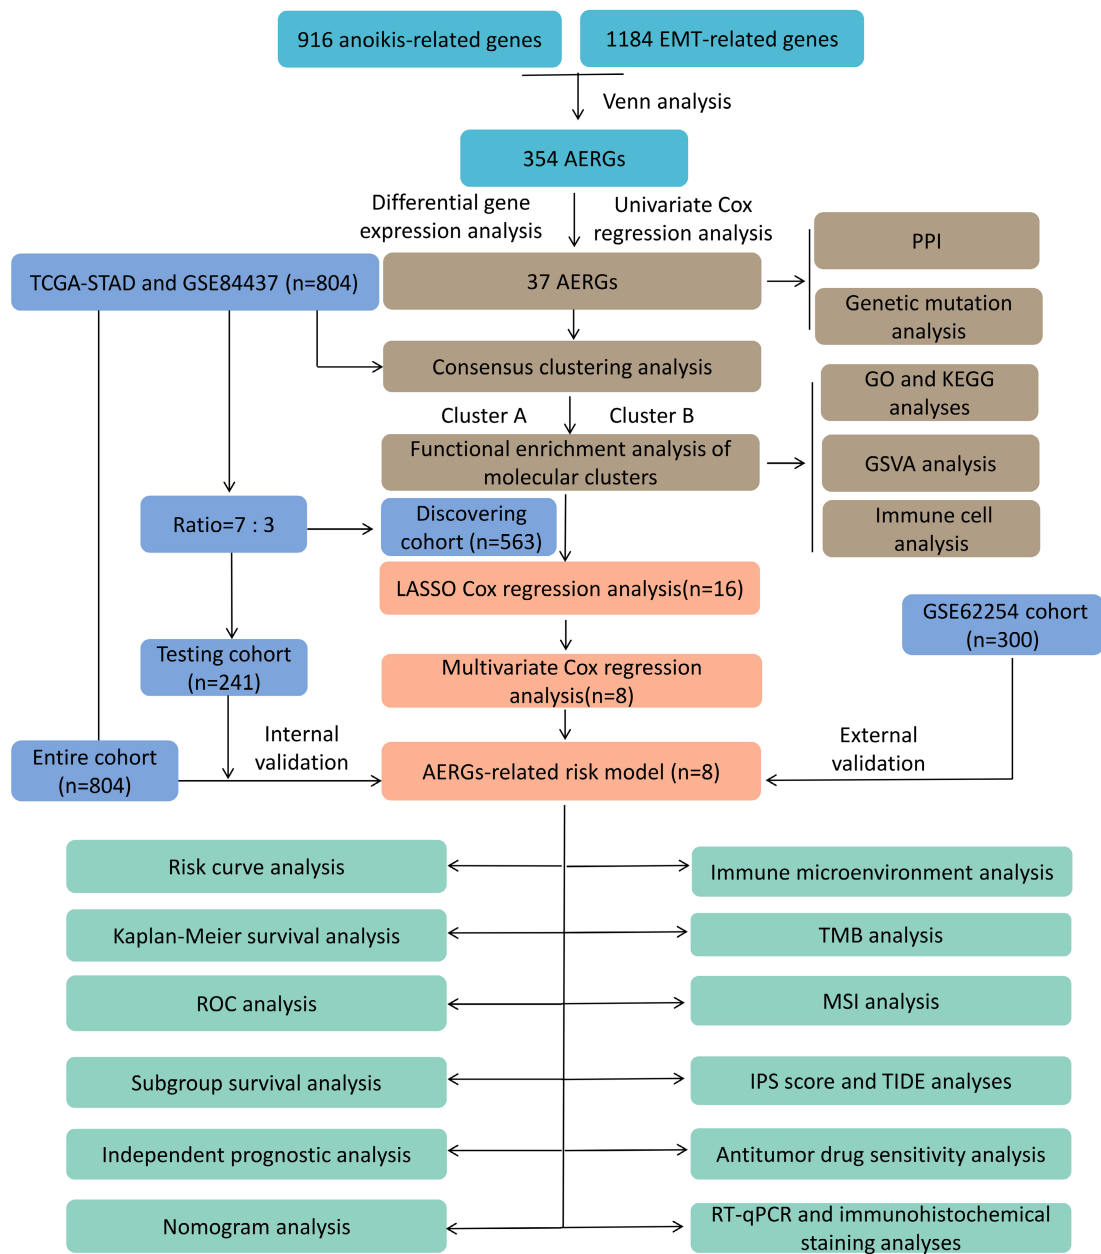 916 anoikis-related genes
1184 EMT-related genes
Venn analysis
354 AERGs
Differential gene
expression analysis
Univariate Cox
regression analysis
PPI
TCGA-STAD and GSE84437 (n=804)
37 AERGs
Genetic mutation
analysis
Consensus clustering analysis
GO and KEGG
analyses
Cluster A
Cluster B
Functional enrichment analysis of
molecular clusters
GSVA analysis
Ratio=7 : 3
Discovering
cohort (n=563)
Immune cell
analysis
LASSO Cox regression analysis(n=16)
GSE62254 cohort
(n=300)
Testing cohort
(n=241)
Multivariate Cox regression
analysis(n=8)
Internal
validation
External
validation
Entire cohort
(n=804)
AERGs-related risk model (n=8)
Risk curve analysis
Immune microenvironment analysis
Kaplan-Meier survival analysis
TMB analysis
ROC analysis
MSI analysis
Subgroup survival analysis
IPS score and TIDE analyses
Independent prognostic analysis
Antitumor drug sensitivity analysis
Nomogram analysis
RT-qPCR and immunohistochemical
staining analyses